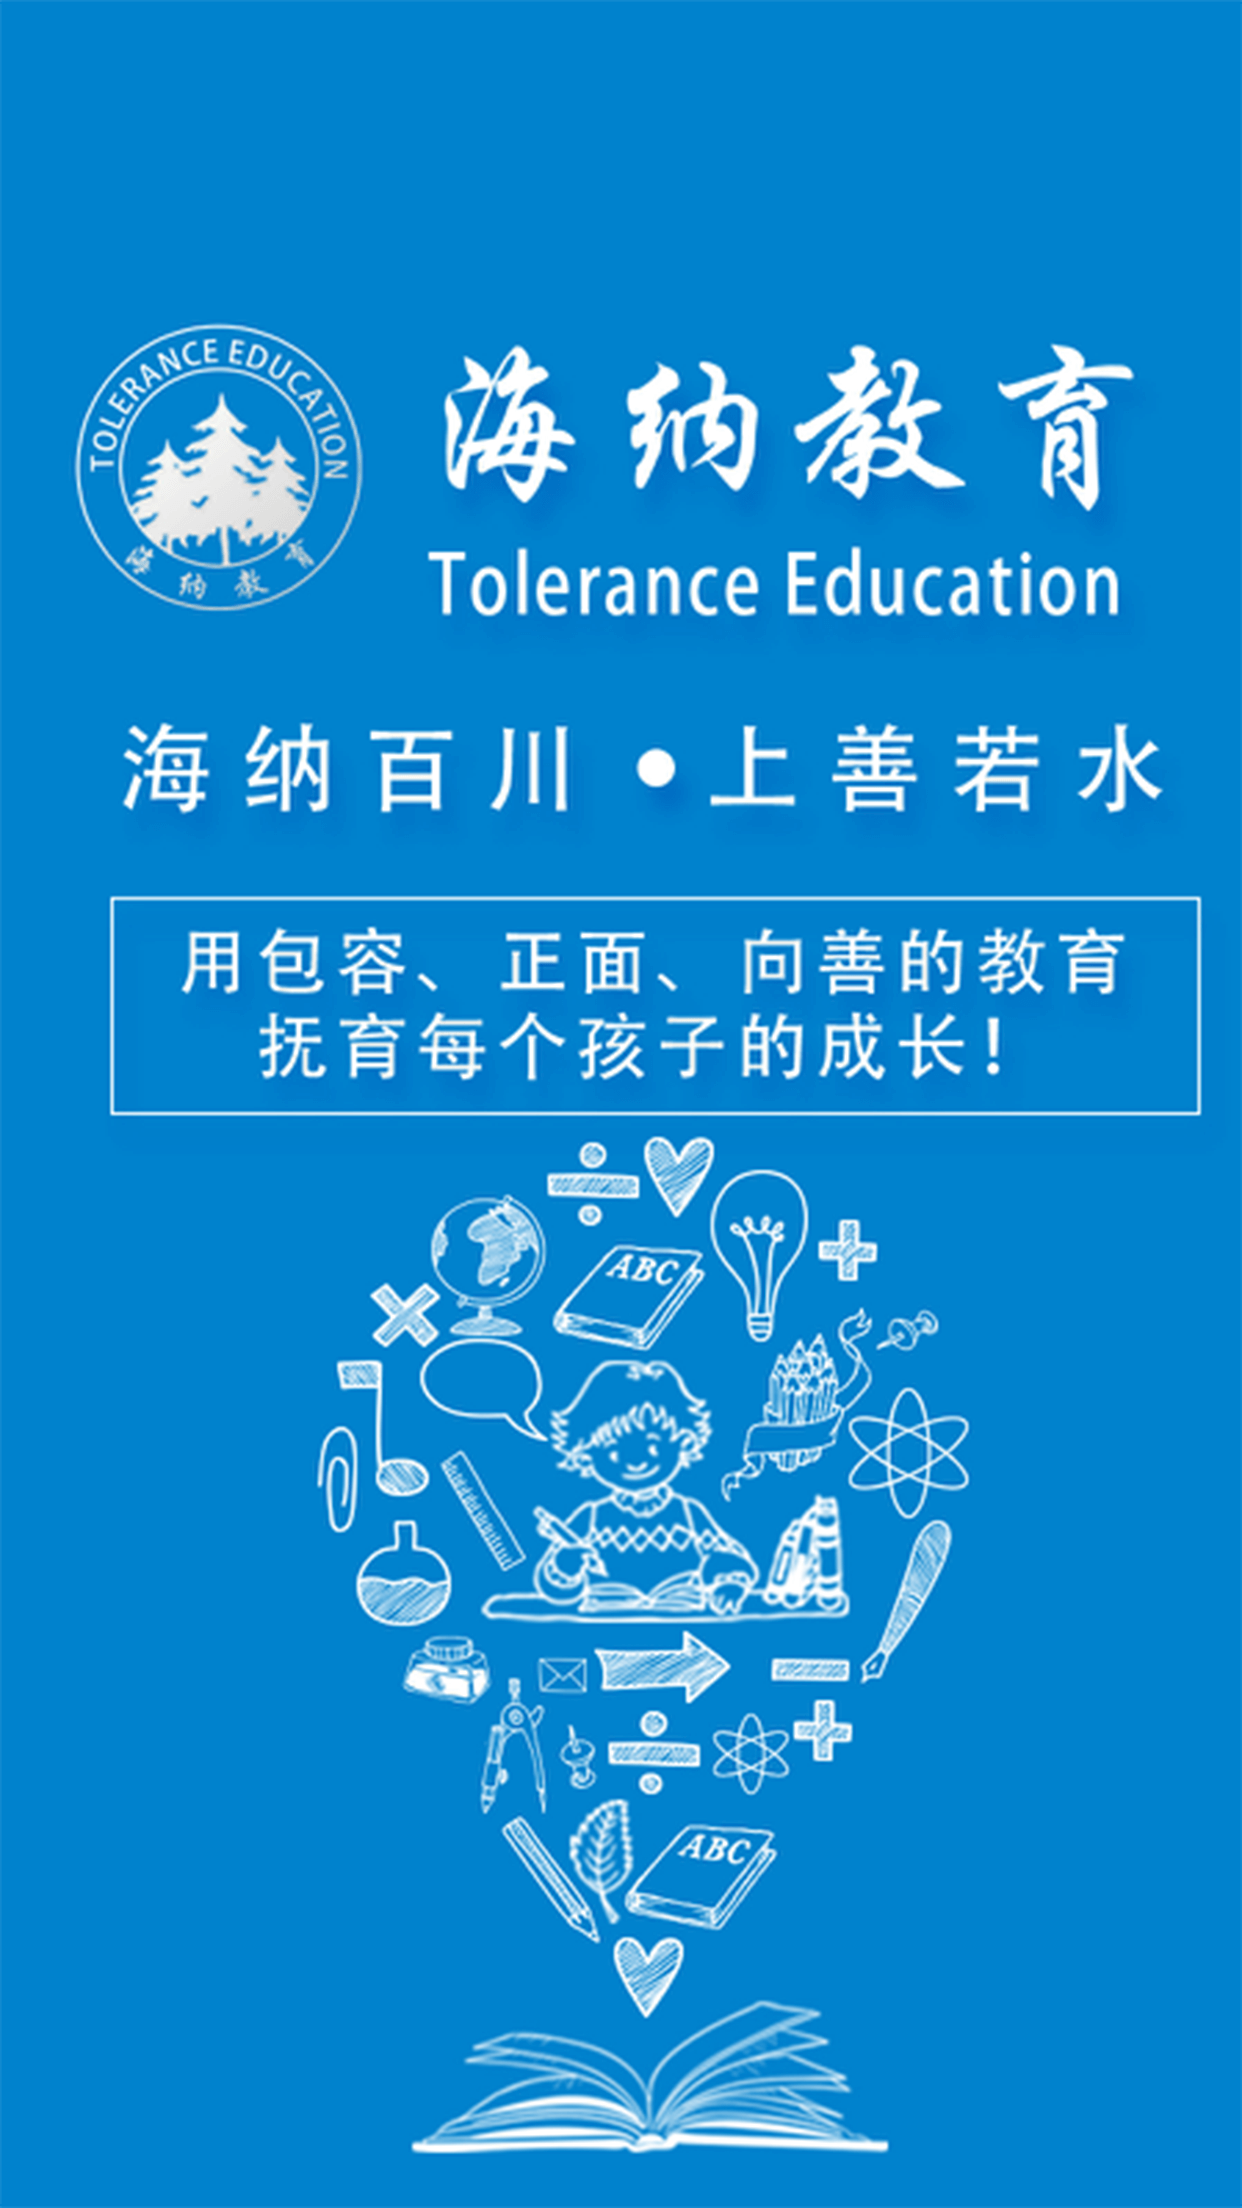 TOLERANCE EDUCATION
海纳教育
海纳教育
Tolerance Education
海纳百川•上善若水
用包容、正面、向善的教育
抚育每个孩子的成长！
ABC
ABC